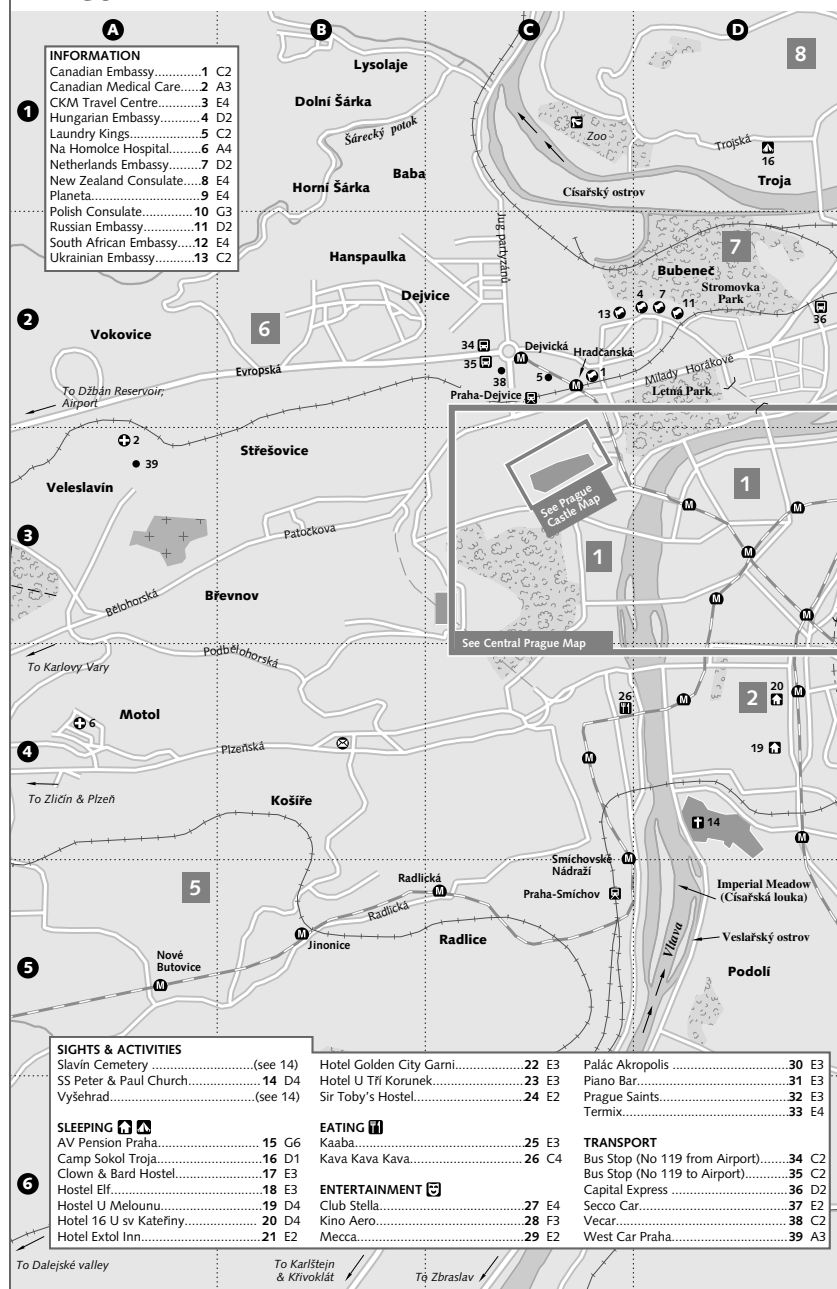 A
B
C
D
INFORMATION
Canadian Embassy.............1 C2
Canadian Medical Care.....2 A3
CKM Travel Centre............3 E4
Hungarian Embassy..........4 D2
Laundry Kings...................5 C2
Na Homolce Hospital........6 A4
Netherlands Embassy........7 D2
New Zealand Consulate....8 E4
Planeta.............................9 E4
Polish Consulate..............10 G3
Russian Embassy.............11 D2
South African Embassy.....12 E4
Ukrainian Embassy..........13 C2
1
2
3
4
5
6
Lysolaje
Dolní Šárka
Šárecký potok
Baba
Horní Šárka
Zoo
8
Trojská
16
Troja
Císařský ostrov
Jug partyzánů
Hanspaulka
Dejvice
7
Bubeneč
Stromovka
Park
4
7
13
11
36
Vokovice
6
34
35
Dejvická
Hradčanská
Evropská
38
5
1
Milady Horákové
Letná Park
Praha-Dejvice
To Džbán Reservoir;
Airport
2
39
Střešovice
Veleslavín
See Prague
Castle Map
1
Patočkova
1
Bělohorská
Břevnov
See Central Prague Map
To Karlovy Vary
Podbělohorská
Motol
6
26
20
2
19
Plzeňská
To Zličín & Plzeň
Košíře
14
Smíchovské
Nádraží
5
Radlická
Radlická
Praha-Smíchov
Imperial Meadow
(Císařská louka)
Jinonice
Radlice
Vltava
Veslařský ostrov
Nové
Butovice
Podolí
SIGHTS & ACTIVITIES
Slavín Cemetery .......................(see 14)
SS Peter & Paul Church.............14 D4
Vyšehrad..................................(see 14)
SLEEPING
AV Pension Praha.....................15 G6
Camp Sokol Troja.....................16 D1
Clown & Bard Hostel................17 E3
Hostel Elf..................................18 E3
Hostel U Melounu....................19 D4
Hotel 16 U sv Kateřiny.............20 D4
Hotel Extol Inn.........................21 E2
Hotel Golden City Garni............22 E3
Hotel U Tří Korunek..................23 E3
Sir Toby's Hostel.......................24 E2
EATING
Kaaba.......................................25 E3
Kava Kava Kava........................26 C4
ENTERTAINMENT
Club Stella.................................27 E4
Kino Aero..................................28 F3
Mecca.......................................29 E2
Palác Akropolis .........................30 E3
Piano Bar..................................31 E3
Prague Saints............................32 E3
Termix......................................33 E4
TRANSPORT
Bus Stop (No 119 from Airport)....34 C2
Bus Stop (No 119 to Airport)........35 C2
Capital Express .........................36 D2
Secco Car..................................37 E2
Vecar........................................38 C2
West Car Praha.........................39 A3
To Dalejské valley
To Karlštejn
& Křivoklát
To Zbraslav